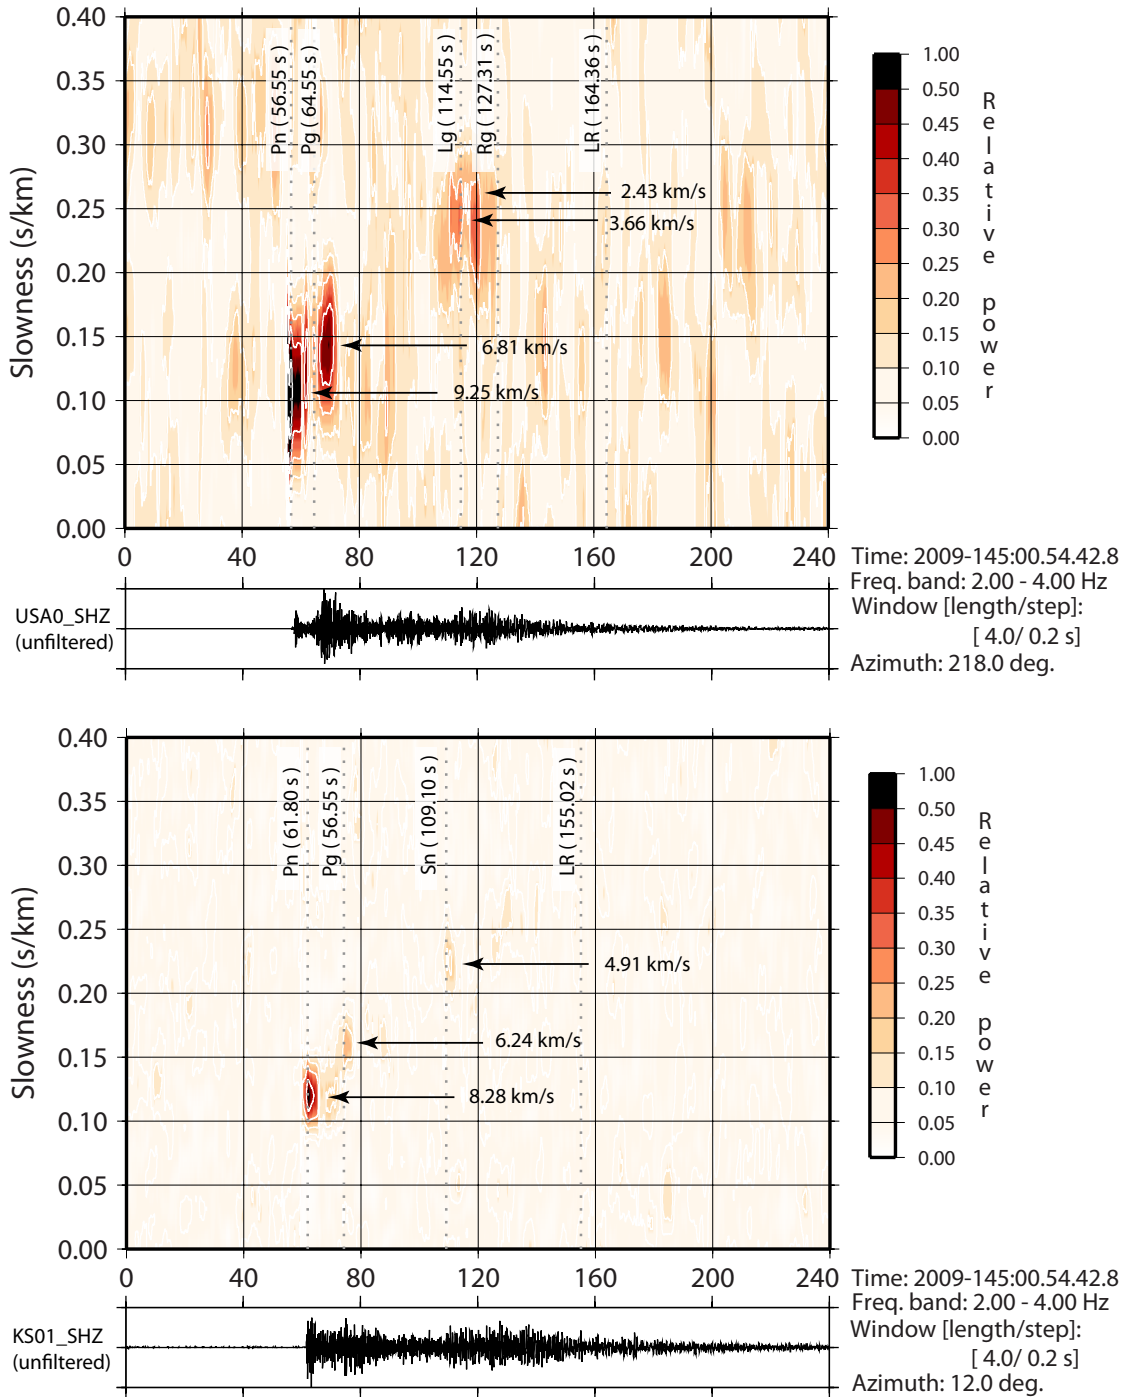 0.40
0.35
0.30
0.25
0.20
0.15
0.10
0.05
0.00
Slowness (s/km)
Pn ( 56.55 s )
Pg ( 64.55 s )
Lg ( 114.55 s )
Rg ( 127.31 s )
LR ( 164.36 s )
2.43 km/s
3.66 km/s
6.81 km/s
9.25 km/s
0 40 80 120 160 200 240
1.00
0.50
0.45
0.40
0.35
0.30
0.25
0.20
0.15
0.10
0.05
0.00
Relative power
USA0_SHZ
(unfiltered)
Time: 2009-145:00.54.42.8
Freq. band: 2.00 - 4.00 Hz
Window [length/step]:
[ 4.0/ 0.2 s]
Azimuth: 218.0 deg.
0.40
0.35
0.30
0.25
0.20
0.15
0.10
0.05
0.00
Slowness (s/km)
Pn ( 61.80 s )
Pg ( 56.55 s )
Sn ( 109.10 s )
LR ( 155.02 s )
4.91 km/s
6.24 km/s
8.28 km/s
0 40 80 120 160 200 240
1.00
0.50
0.45
0.40
0.35
0.30
0.25
0.20
0.15
0.10
0.05
0.00
Relative power
KS01_SHZ
(unfiltered)
Time: 2009-145:00.54.42.8
Freq. band: 2.00 - 4.00 Hz
Window [length/step]:
[ 4.0/ 0.2 s]
Azimuth: 12.0 deg.